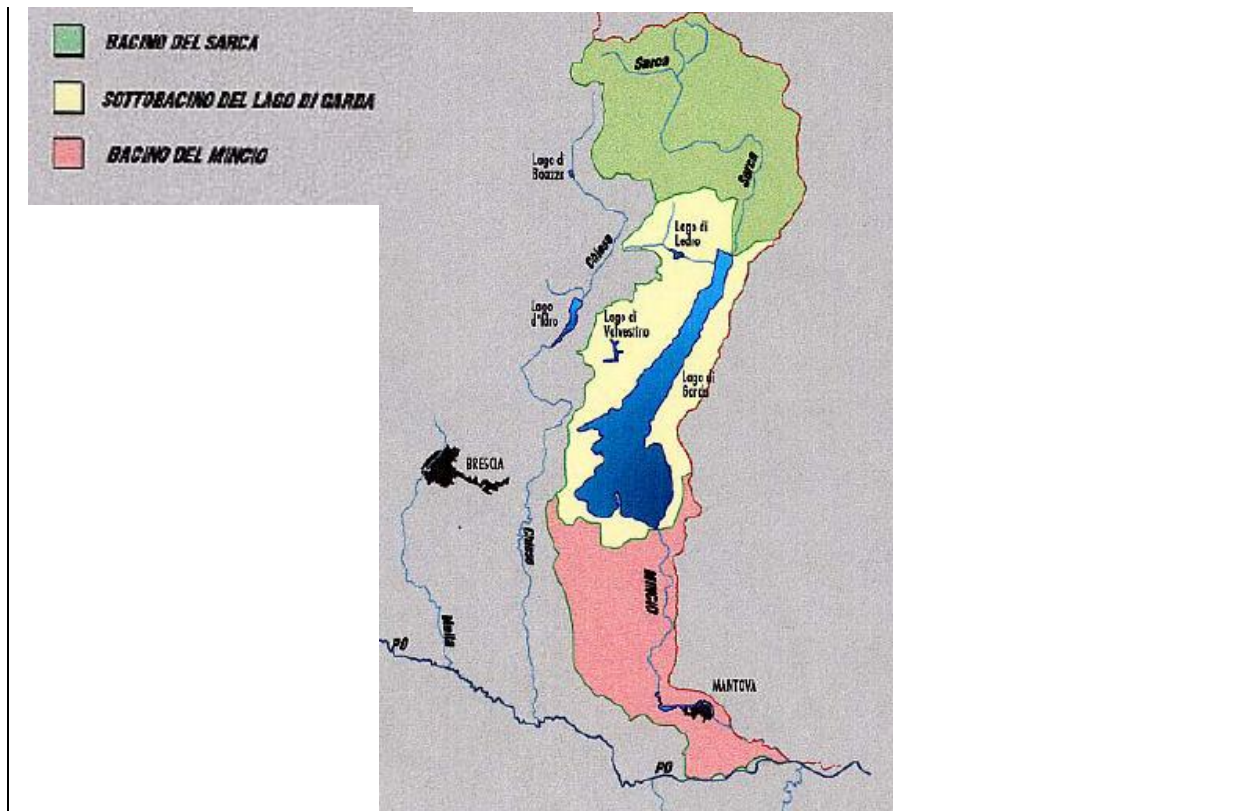 BACINO DEL SARCA
SOTTOBACINO DEL LAGO DI GARDA
BACINO DEL MINCIO
Sarca
Lago di
Sarca
Lago di
Ledro
Chiese
Lago
d'Idro
Lago di
Valvestino
Lago di
Garda
BRESCIA
Chiese
MINCIO
Mella
PO
MANTOVA
PO